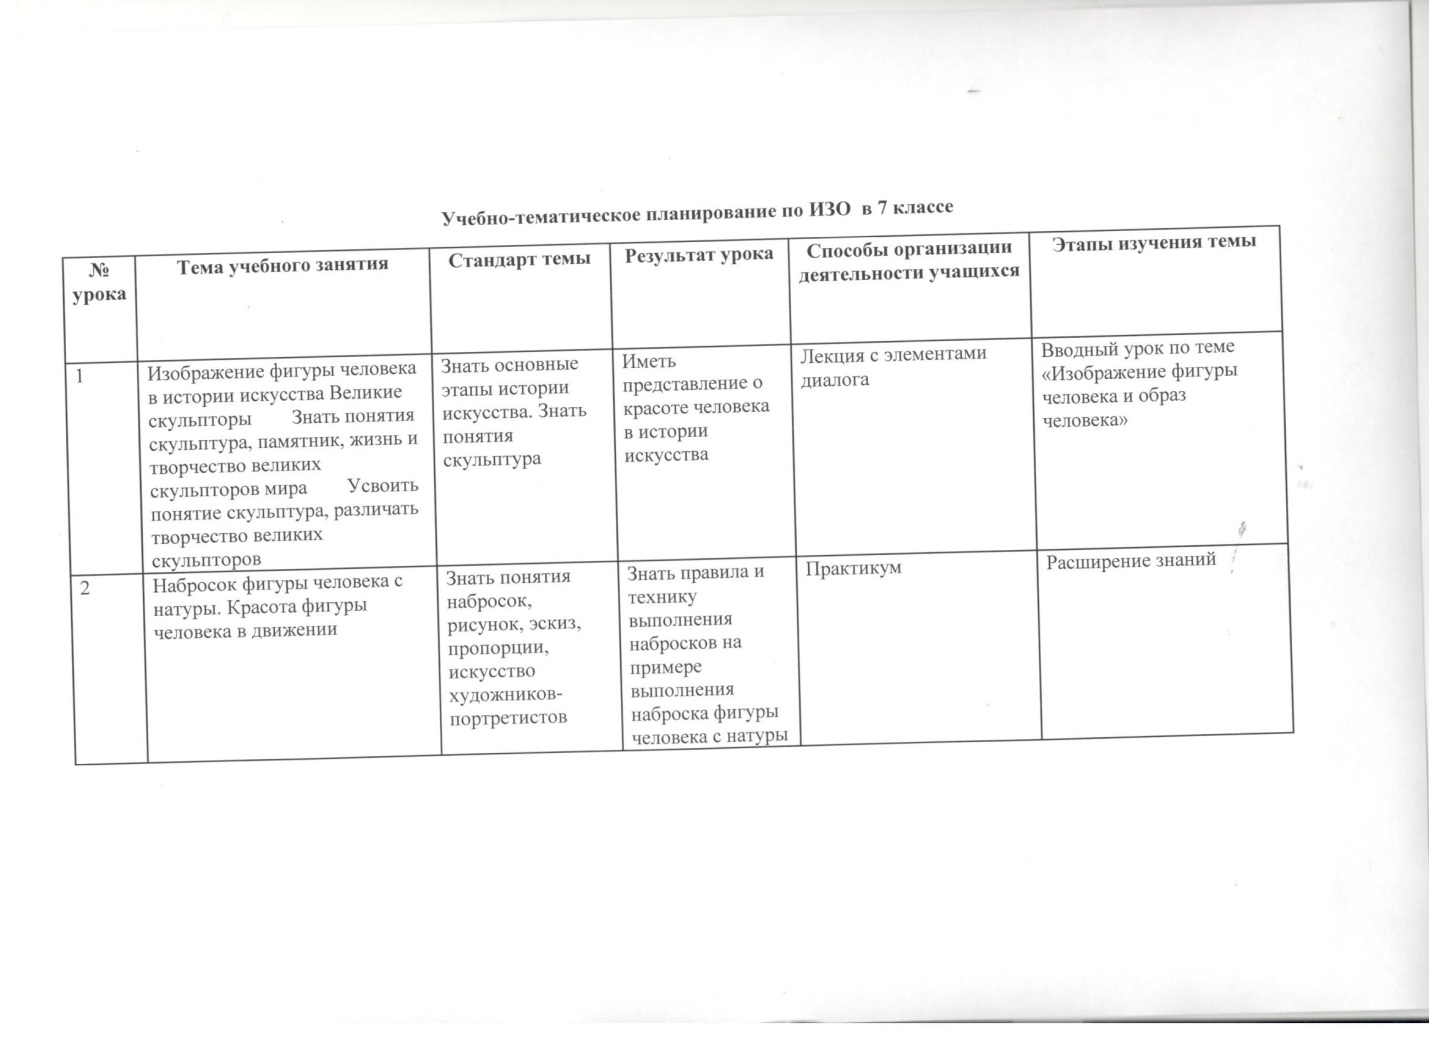 Учебно-тематическое планирование по ИЗО в 7 классе
№
урока
Тема учебного занятия
Стандарт темы
Результат урока
Способы организации
деятельности учащихся
Этапы изучения темы
1
Изображение фигуры человека
в истории искусства Великие
скульпторы Знать понятия
скульптура, памятник, жизнь и
творчество великих
скульпторов мира Усвоить
понятие скульптура, различать
творчество великих
скульпторов
Знать основные
этапы истории
искусства. Знать
понятия
скульптура
Иметь
представление о
красоте человека
в истории
искусства
Лекция с элементами
диалога
Вводный урок по теме
«Изображение фигуры
человека и образ
человека»
2
Набросок фигуры человека с
натуры. Красота фигуры
человека в движении
Знать понятия
набросок,
рисунок, эскиз,
пропорции,
искусство
художников-
портретистов
Знать правила и
технику
выполнения
набросков на
примере
выполнения
наброска фигуры
человека с натуры
Практикум
Расширение знаний